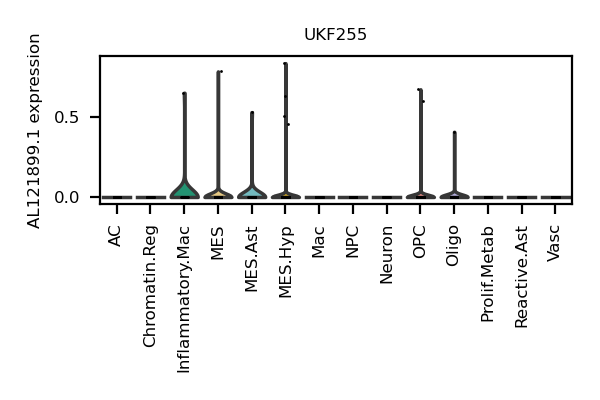 UKF255
AL121899.1 expression
0.5
0.0
AC
Chromatin.Reg
Inflammatory.Mac
MES
MES.Ast
MES.Hyp
Mac
NPC
Neuron
OPC
Oligo
Prolif.Metab
Reactive.Ast
Vasc